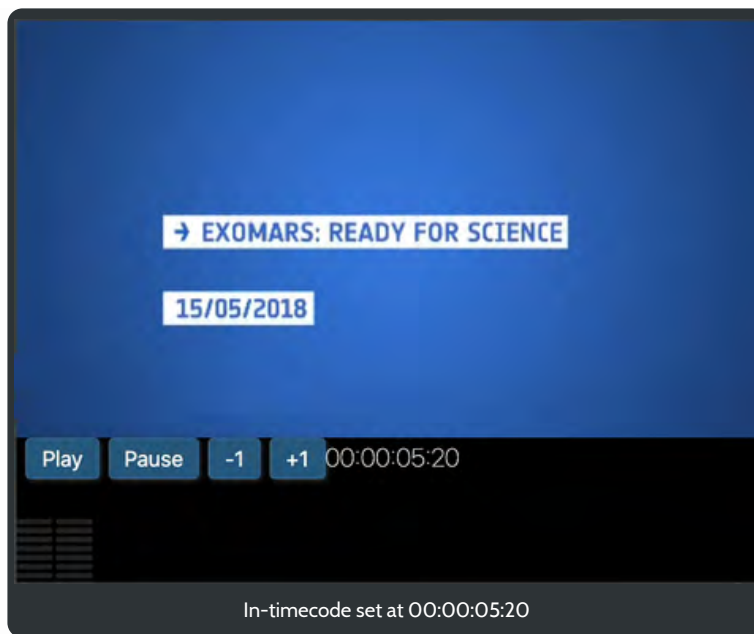 → EXOMARS: READY FOR SCIENCE
15/05/2018
Play Pause -1 +1 00:00:05:20
In-timecode set at 00:00:05:20